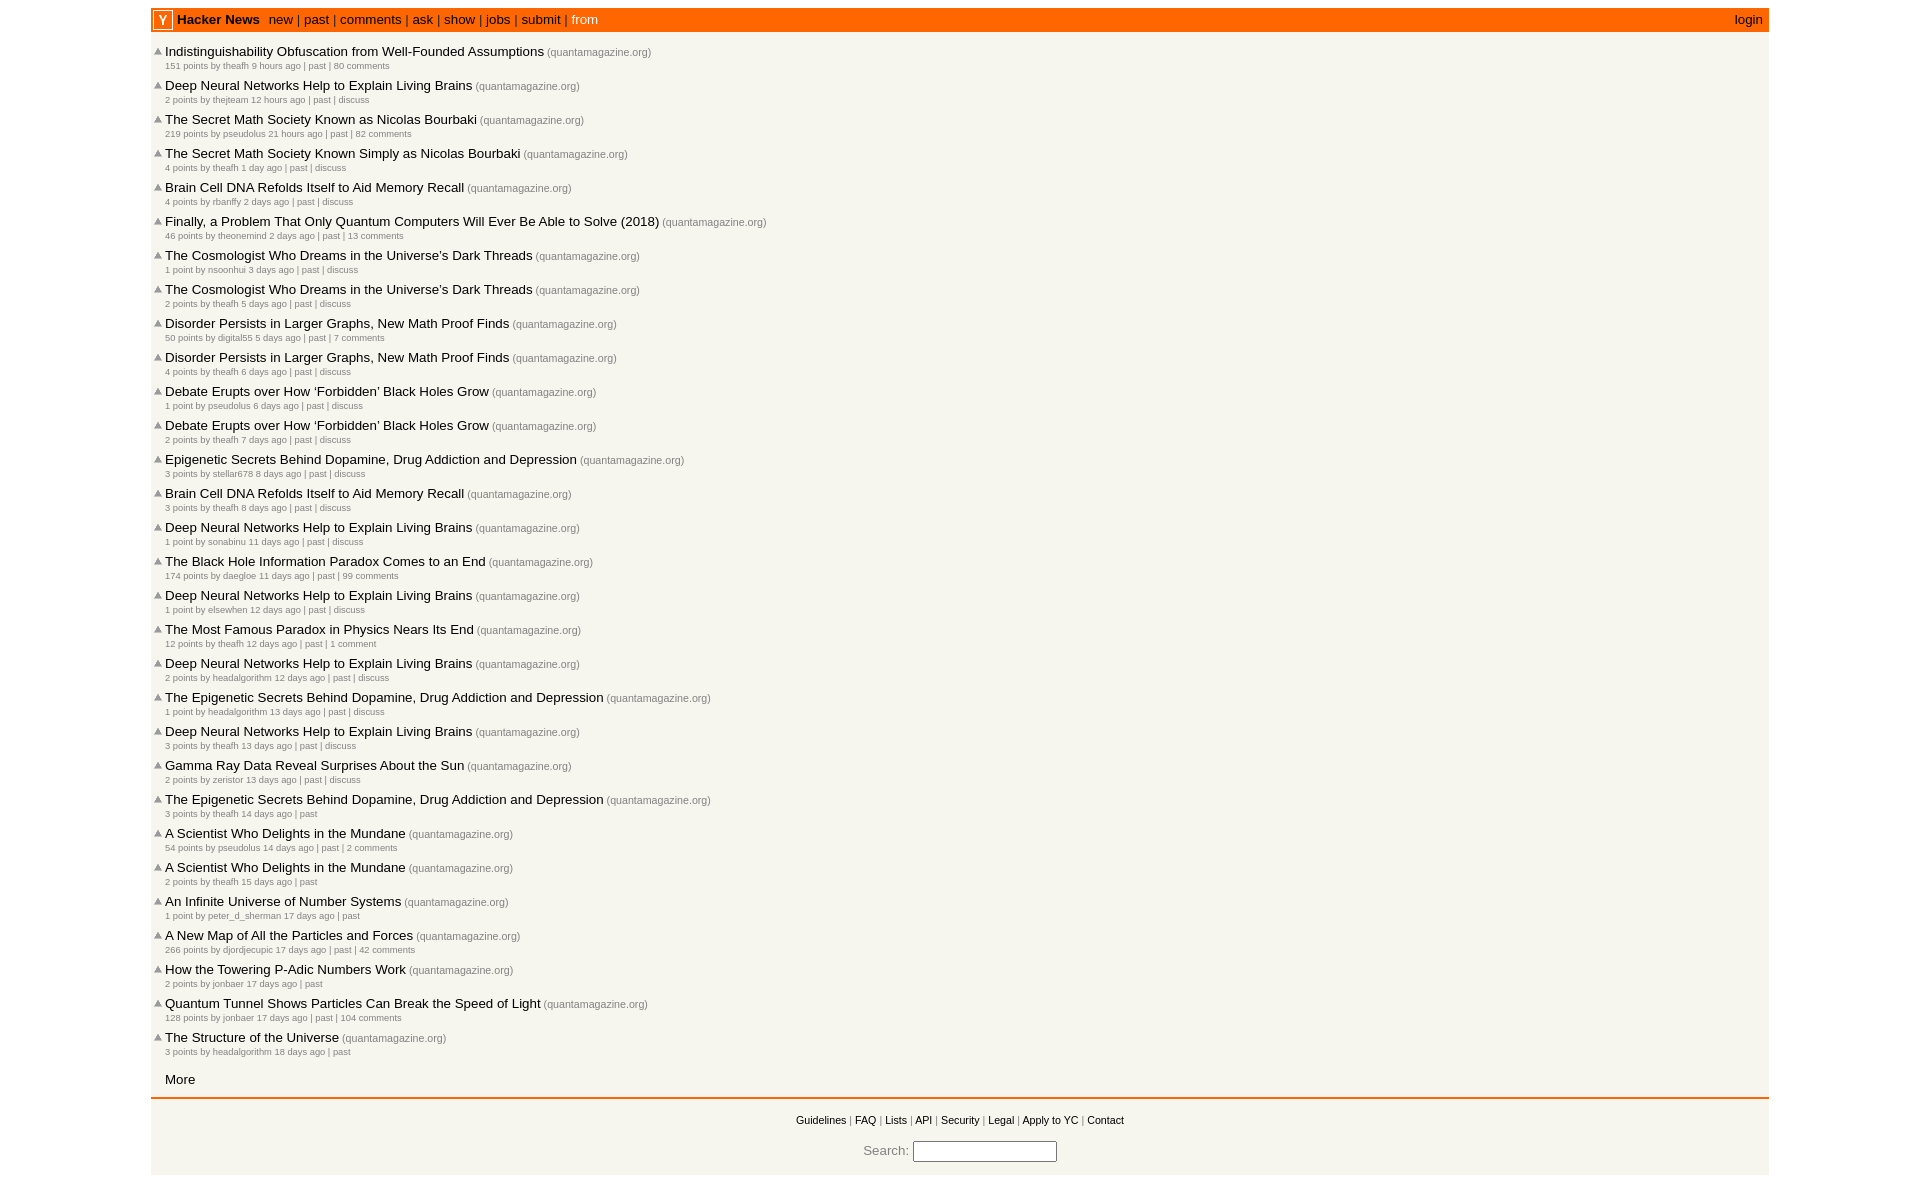 Y Hacker News new | past | comments | ask | show | jobs | submit | from login
Indistinguishability Obfuscation from Well-Founded Assumptions (quantamagazine.org)
151 points by theafh 9 hours ago | past | 80 comments
Deep Neural Networks Help to Explain Living Brains (quantamagazine.org)
2 points by thejteam 12 hours ago | past | discuss
The Secret Math Society Known as Nicolas Bourbaki (quantamagazine.org)
219 points by pseudolus 21 hours ago | past | 82 comments
The Secret Math Society Known Simply as Nicolas Bourbaki (quantamagazine.org)
4 points by theafh 1 day ago | past | discuss
Brain Cell DNA Refolds Itself to Aid Memory Recall (quantamagazine.org)
4 points by rbanffy 2 days ago | past | discuss
Finally, a Problem That Only Quantum Computers Will Ever Be Able to Solve (2018) (quantamagazine.org)
46 points by theonemind 2 days ago | past | 13 comments
The Cosmologist Who Dreams in the Universe’s Dark Threads (quantamagazine.org)
1 point by nsoonhui 3 days ago | past | discuss
The Cosmologist Who Dreams in the Universe’s Dark Threads (quantamagazine.org)
2 points by theafh 5 days ago | past | discuss
Disorder Persists in Larger Graphs, New Math Proof Finds (quantamagazine.org)
50 points by digital55 5 days ago | past | 7 comments
Disorder Persists in Larger Graphs, New Math Proof Finds (quantamagazine.org)
4 points by theafh 6 days ago | past | discuss
Debate Erupts over How ‘Forbidden’ Black Holes Grow (quantamagazine.org)
1 point by pseudolus 6 days ago | past | discuss
Debate Erupts over How ‘Forbidden’ Black Holes Grow (quantamagazine.org)
2 points by theafh 7 days ago | past | discuss
Epigenetic Secrets Behind Dopamine, Drug Addiction and Depression (quantamagazine.org)
3 points by stellar678 8 days ago | past | discuss
Brain Cell DNA Refolds Itself to Aid Memory Recall (quantamagazine.org)
3 points by theafh 8 days ago | past | discuss
Deep Neural Networks Help to Explain Living Brains (quantamagazine.org)
1 point by sonabinu 11 days ago | past | discuss
The Black Hole Information Paradox Comes to an End (quantamagazine.org)
174 points by daegloe 11 days ago | past | 99 comments
Deep Neural Networks Help to Explain Living Brains (quantamagazine.org)
1 point by elsewhen 12 days ago | past | discuss
The Most Famous Paradox in Physics Nears Its End (quantamagazine.org)
12 points by theafh 12 days ago | past | 1 comment
Deep Neural Networks Help to Explain Living Brains (quantamagazine.org)
2 points by headalgorithm 12 days ago | past | discuss
The Epigenetic Secrets Behind Dopamine, Drug Addiction and Depression (quantamagazine.org)
1 point by headalgorithm 13 days ago | past | discuss
Deep Neural Networks Help to Explain Living Brains (quantamagazine.org)
3 points by theafh 13 days ago | past | discuss
Gamma Ray Data Reveal Surprises About the Sun (quantamagazine.org)
2 points by zeristor 13 days ago | past | discuss
The Epigenetic Secrets Behind Dopamine, Drug Addiction and Depression (quantamagazine.org)
3 points by theafh 14 days ago | past
A Scientist Who Delights in the Mundane (quantamagazine.org)
54 points by pseudolus 14 days ago | past | 2 comments
A Scientist Who Delights in the Mundane (quantamagazine.org)
2 points by theafh 15 days ago | past
An Infinite Universe of Number Systems (quantamagazine.org)
1 point by peter_d_sherman 17 days ago | past
A New Map of All the Particles and Forces (quantamagazine.org)
266 points by djordjecupic 17 days ago | past | 42 comments
How the Towering P-Adic Numbers Work (quantamagazine.org)
2 points by jonbaer 17 days ago | past
Quantum Tunnel Shows Particles Can Break the Speed of Light (quantamagazine.org)
128 points by jonbaer 17 days ago | past | 104 comments
The Structure of the Universe (quantamagazine.org)
3 points by headalgorithm 18 days ago | past
More
Guidelines | FAQ | Lists | API | Security | Legal | Apply to YC | Contact
Search: